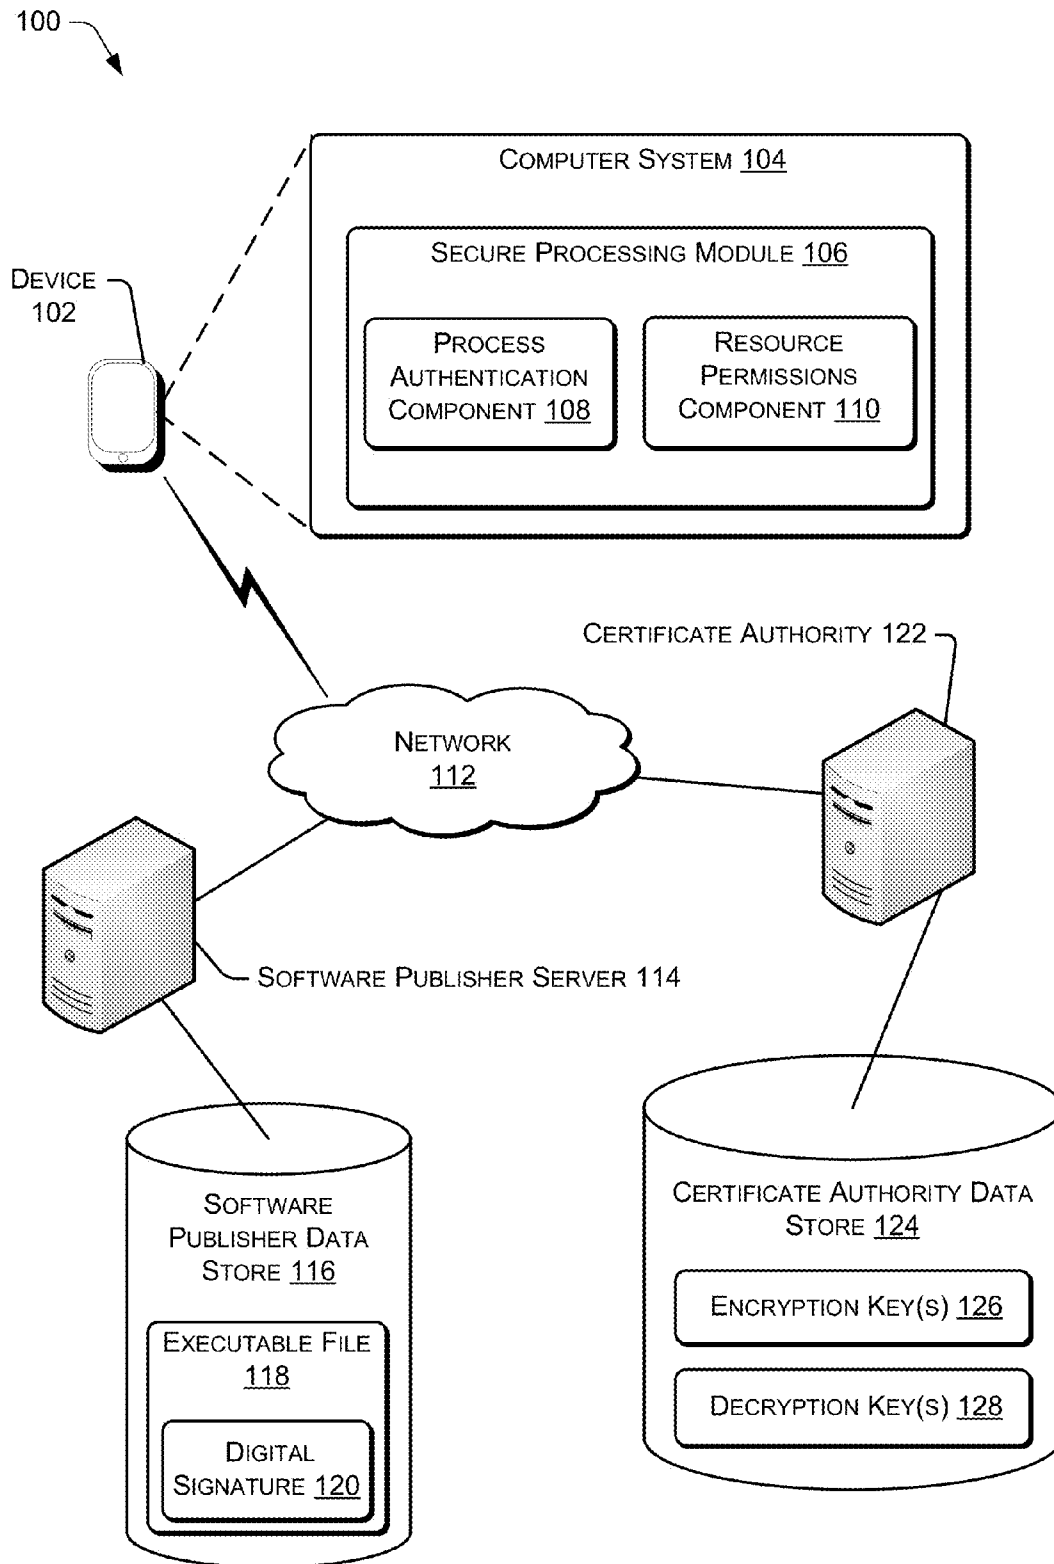 100
COMPUTER SYSTEM 104
SECURE PROCESSING MODULE 106
DEVICE
102
PROCESS
AUTHENTICATION
COMPONENT 108
RESOURCE
PERMISSIONS
COMPONENT 110
CERTIFICATE AUTHORITY 122
NETWORK
112
SOFTWARE PUBLISHER SERVER 114
SOFTWARE
PUBLISHER DATA
STORE 116
EXECUTABLE FILE
118
DIGITAL
SIGNATURE 120
CERTIFICATE AUTHORITY DATA
STORE 124
ENCRYPTION KEY(S) 126
DECRYPTION KEY(S) 128